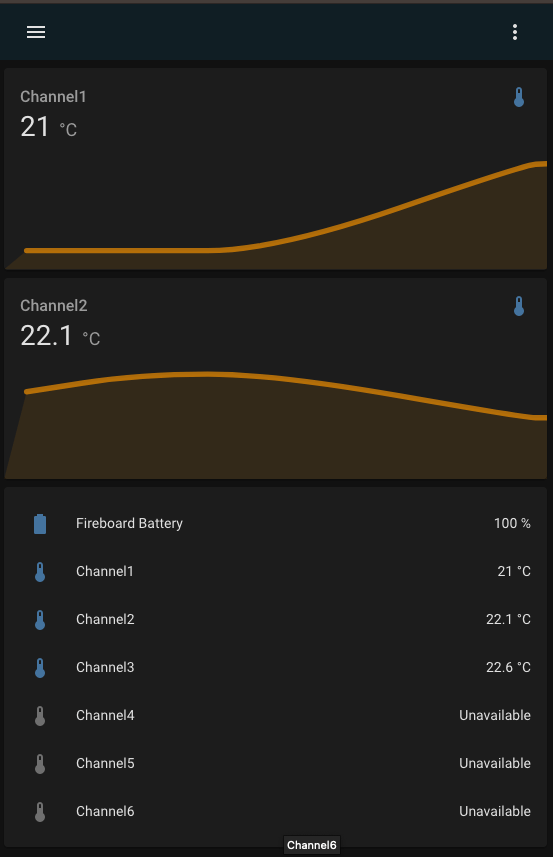 Channel1
21 °C
Channel2
22.1 °C
Fireboard Battery 100 %
Channel1 21 °C
Channel2 22.1 °C
Channel3 22.6 °C
Channel4 Unavailable
Channel5 Unavailable
Channel6 Unavailable
Channel6